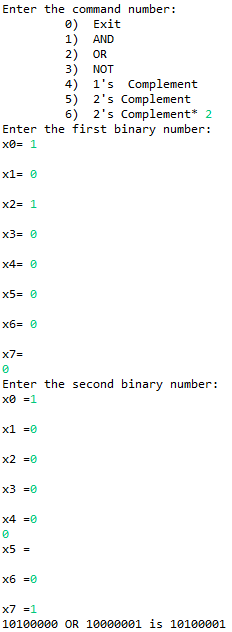 Enter the command number:
0) Exit
1) AND
2) OR
3) NOT
4) 1's  Complement
5) 2's Complement
6) 2's Complement* 2
Enter the first binary number:
x0= 1
x1= 0
x2= 1
x3= 0
x4= 0
x5= 0
x6= 0
x7=
0
Enter the second binary number:
x0 =1
x1 =0
x2 =0
x3 =0
x4 =0
0
x5 =
x6 =0
x7 =1
10100000 OR 10000001 is 10100001